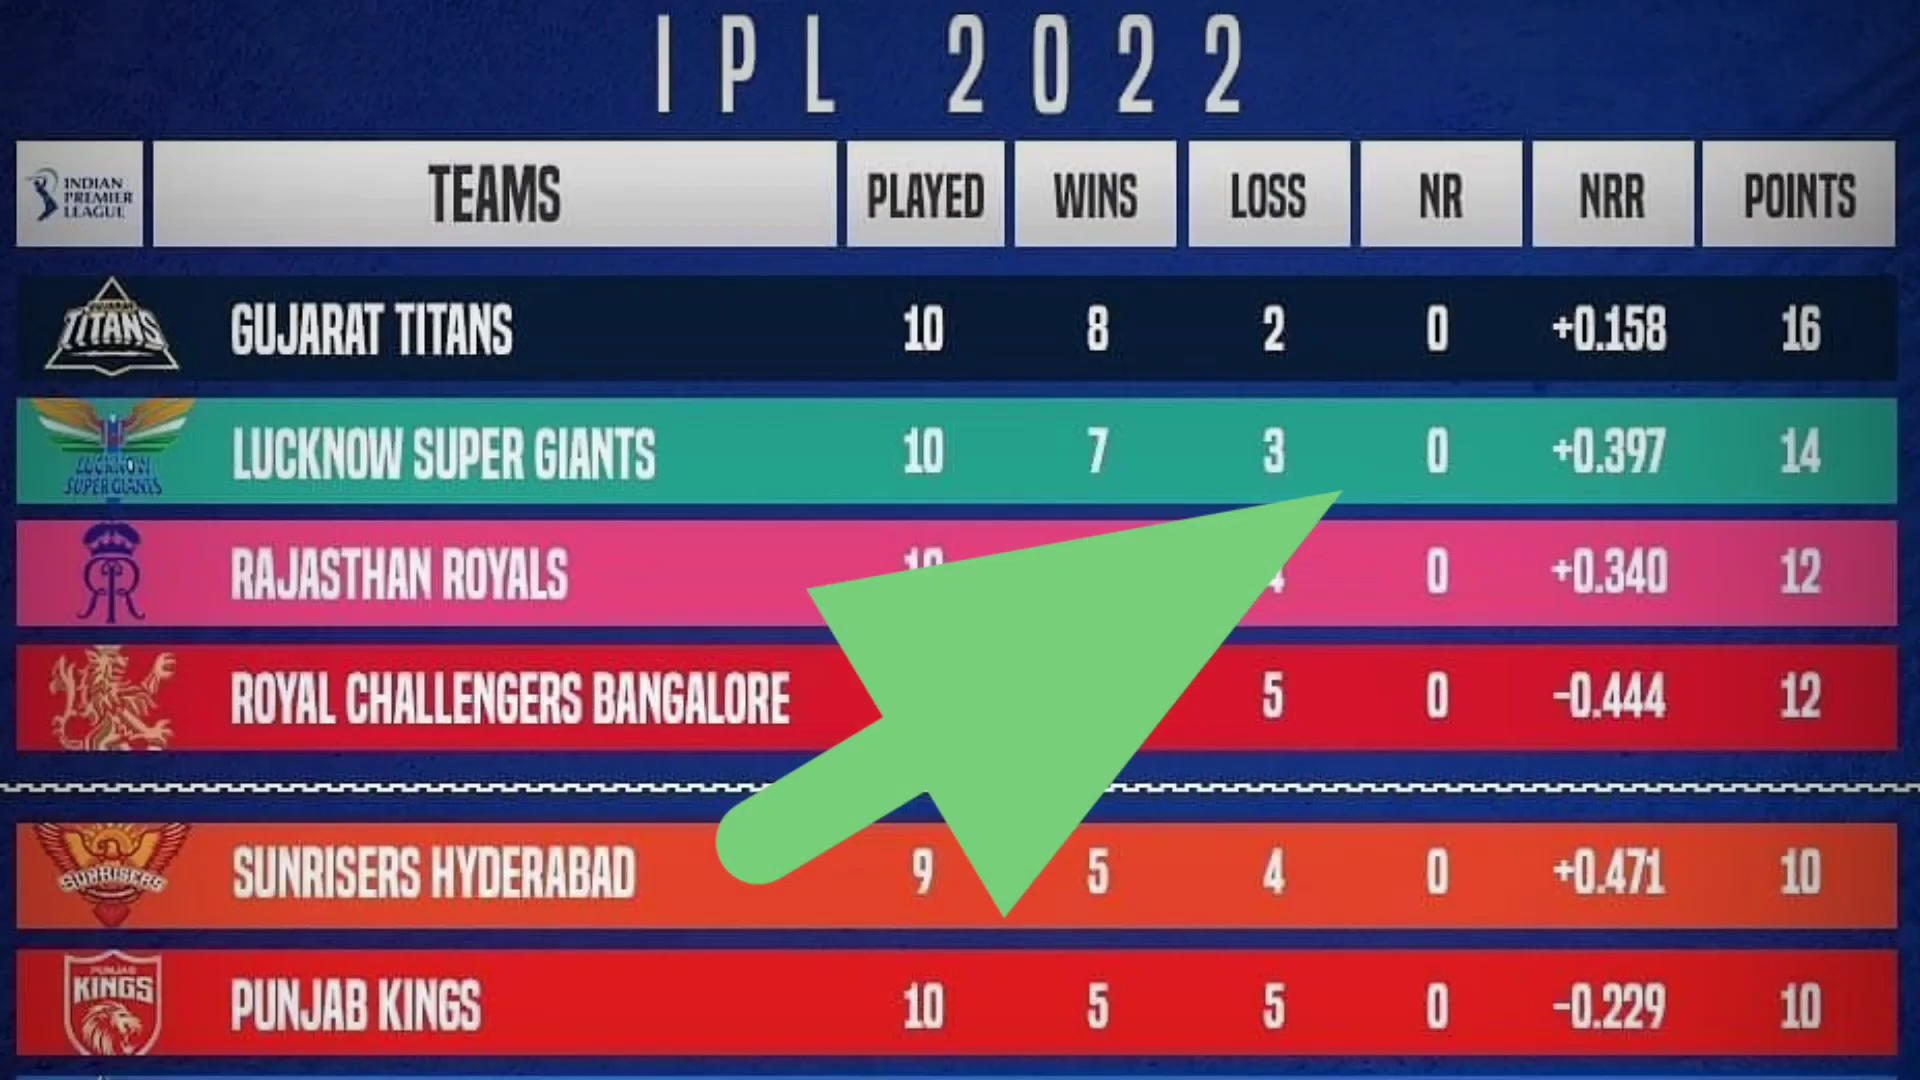 IPL 2022
INDIAN PREMIER LEAGUE TEAMS PLAYED WINS LOSS NR NRR POINTS
TITANS GUJARAT TITANS 10 8 2 0 +0.158 16
LUCKNOW SUPER GIANTS LUCKNOW SUPER GIANTS 10 7 3 0 +0.397 14
RAJASTHAN ROYALS 10 4 0 +0.340 12
ROYAL CHALLENGERS BANGALORE 5 0 -0.444 12
SUNRISERS SUNRISERS HYDERABAD 9 5 4 0 +0.471 10
PUNJAB KINGS PUNJAB KINGS 10 5 5 0 -0.229 10